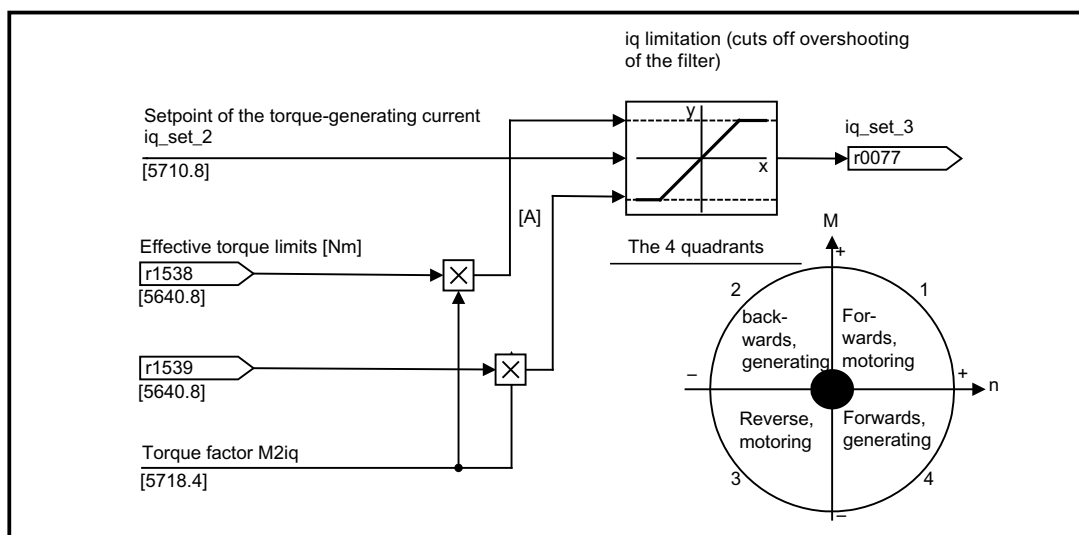 iq limitation (cuts off overshooting
of the filter)
Setpoint of the torque-generating current
iq_set_2
[5710.8]
y
x
iq_set_3
r0077
[A]
Effective torque limits [Nm]
r1538
[5640.8]
r1539
[5640.8]
Torque factor M2iq
[5718.4]
The 4 quadrants
M
+
2
1
back-
wards,
generating
For-
wards,
motoring
–
+
n
Reverse,
motoring
Forwards,
generating
3
4
–